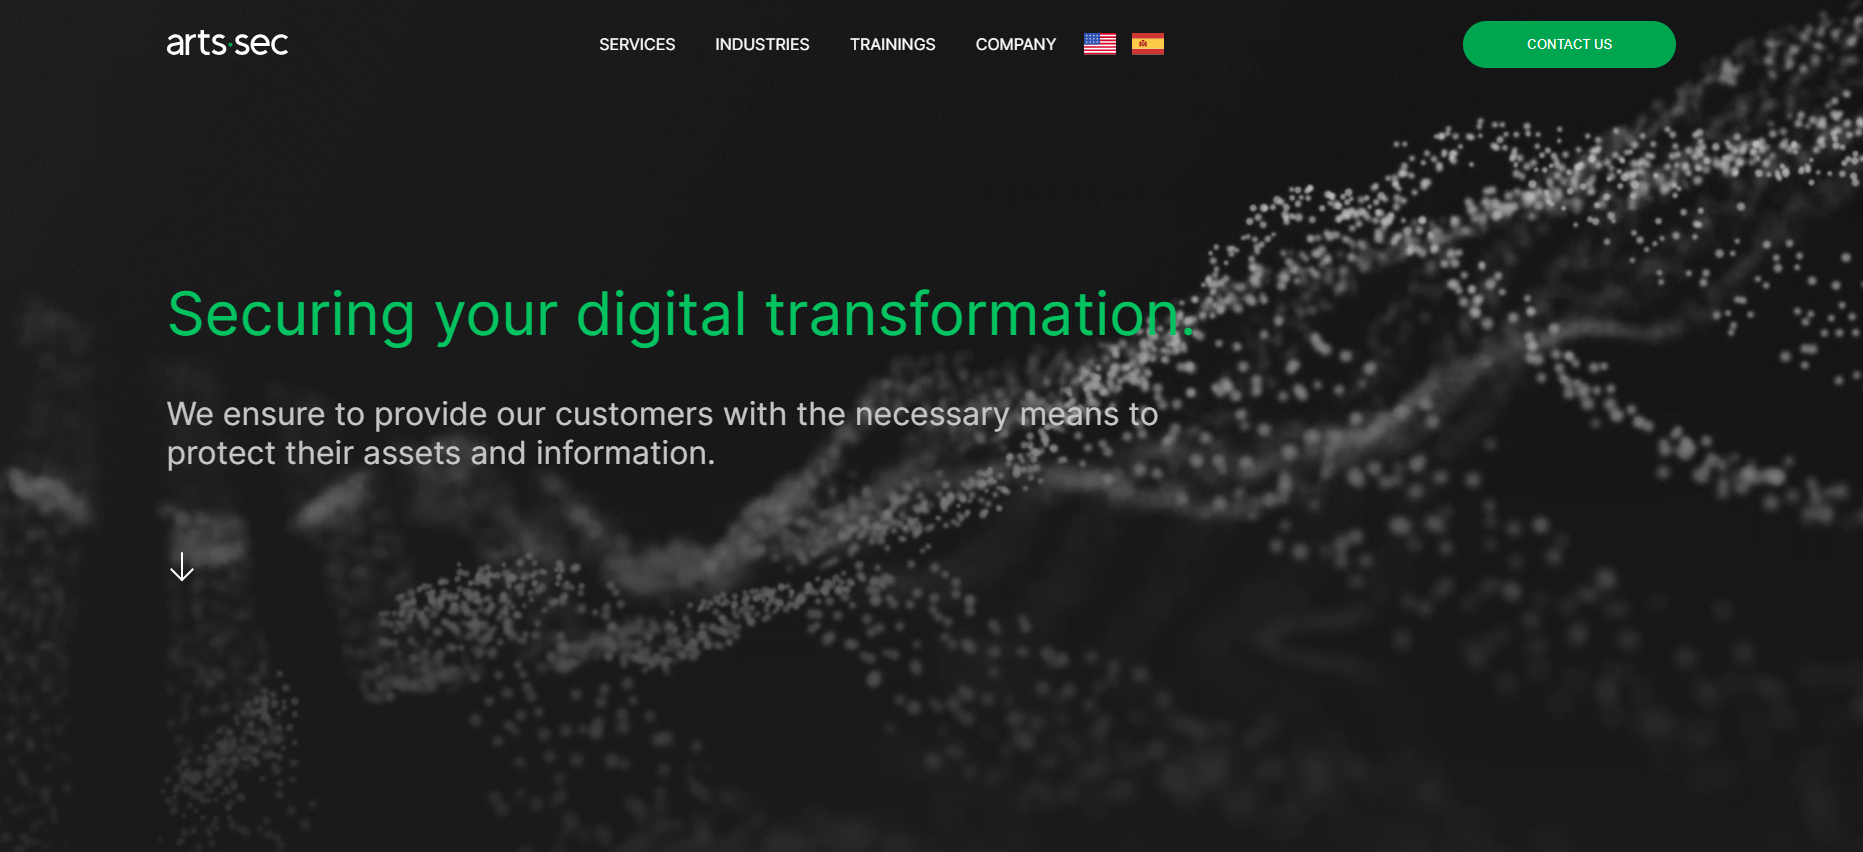 arts·sec
SERVICES
INDUSTRIES
TRAININGS
COMPANY
CONTACT US
Securing your digital transformation.
We ensure to provide our customers with the necessary means to
protect their assets and information.